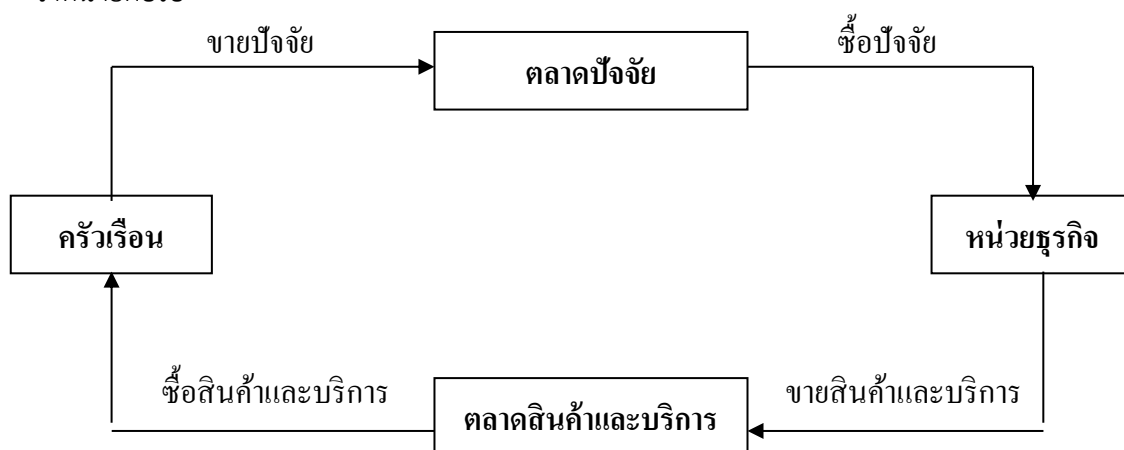 ขายปัจจัย
ซื้อปัจจัย
ตลาดปัจจัย
ครัวเรือน
หน่วยธุรกิจ
ซื้อสินค้าและบริการ
ขายสินค้าและบริการ
ตลาดสินค้าและบริการ